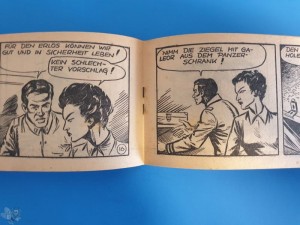 FÜR DEN ERLÖS KÖNNEN WIR
GUT UND IN SICHERHEIT LEBEN!
KEIN SCHLECH-
TER VORSCHLAG!
10
NIMM DIE ZIEGEL MIT GA-
LEOR AUS DEM PANZER-
SCHRANK!
DEN
HOLE